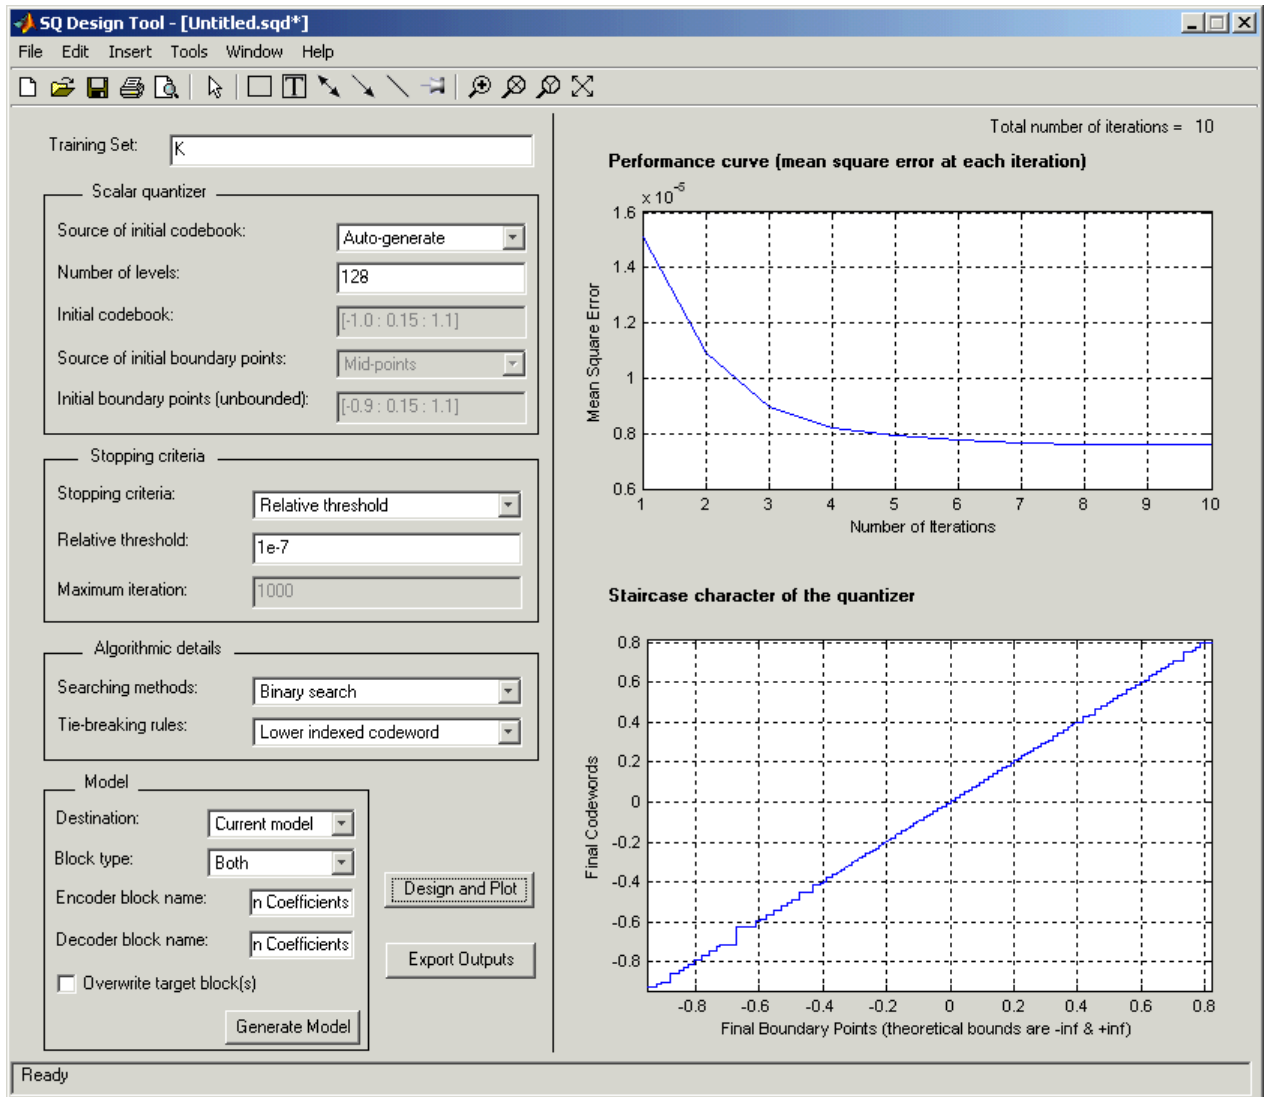 SQ Design Tool - [Untitled.sqd*]
File Edit Insert Tools Window Help
Training Set: K
Scalar quantizer
Source of initial codebook: Auto-generate
Number of levels: 128
Initial codebook: [-1.0 : 0.15 : 1.1]
Source of initial boundary points: Mid-points
Initial boundary points (unbounded): [-0.9 : 0.15 : 1.1]
Stopping criteria
Stopping criteria: Relative threshold
Relative threshold: 1e-7
Maximum iteration: 1000
Algorithmic details
Searching methods: Binary search
Tie-breaking rules: Lower indexed codeword
Model
Destination: Current model
Block type: Both
Encoder block name: n Coefficients
Decoder block name: n Coefficients
Overwrite target block(s)
Generate Model
Design and Plot
Export Outputs
Total number of iterations = 10
Performance curve (mean square error at each iteration)
x 10^-5
1.6
1.4
1.2
1
0.8
0.6
Mean Square Error
1 2 3 4 5 6 7 8 9 10
Number of Iterations
Staircase character of the quantizer
0.8
0.6
0.4
0.2
0
-0.2
-0.4
-0.6
-0.8
Final Codewords
-0.8 -0.6 -0.4 -0.2 0 0.2 0.4 0.6 0.8
Final Boundary Points (theoretical bounds are -inf & +inf)
Ready